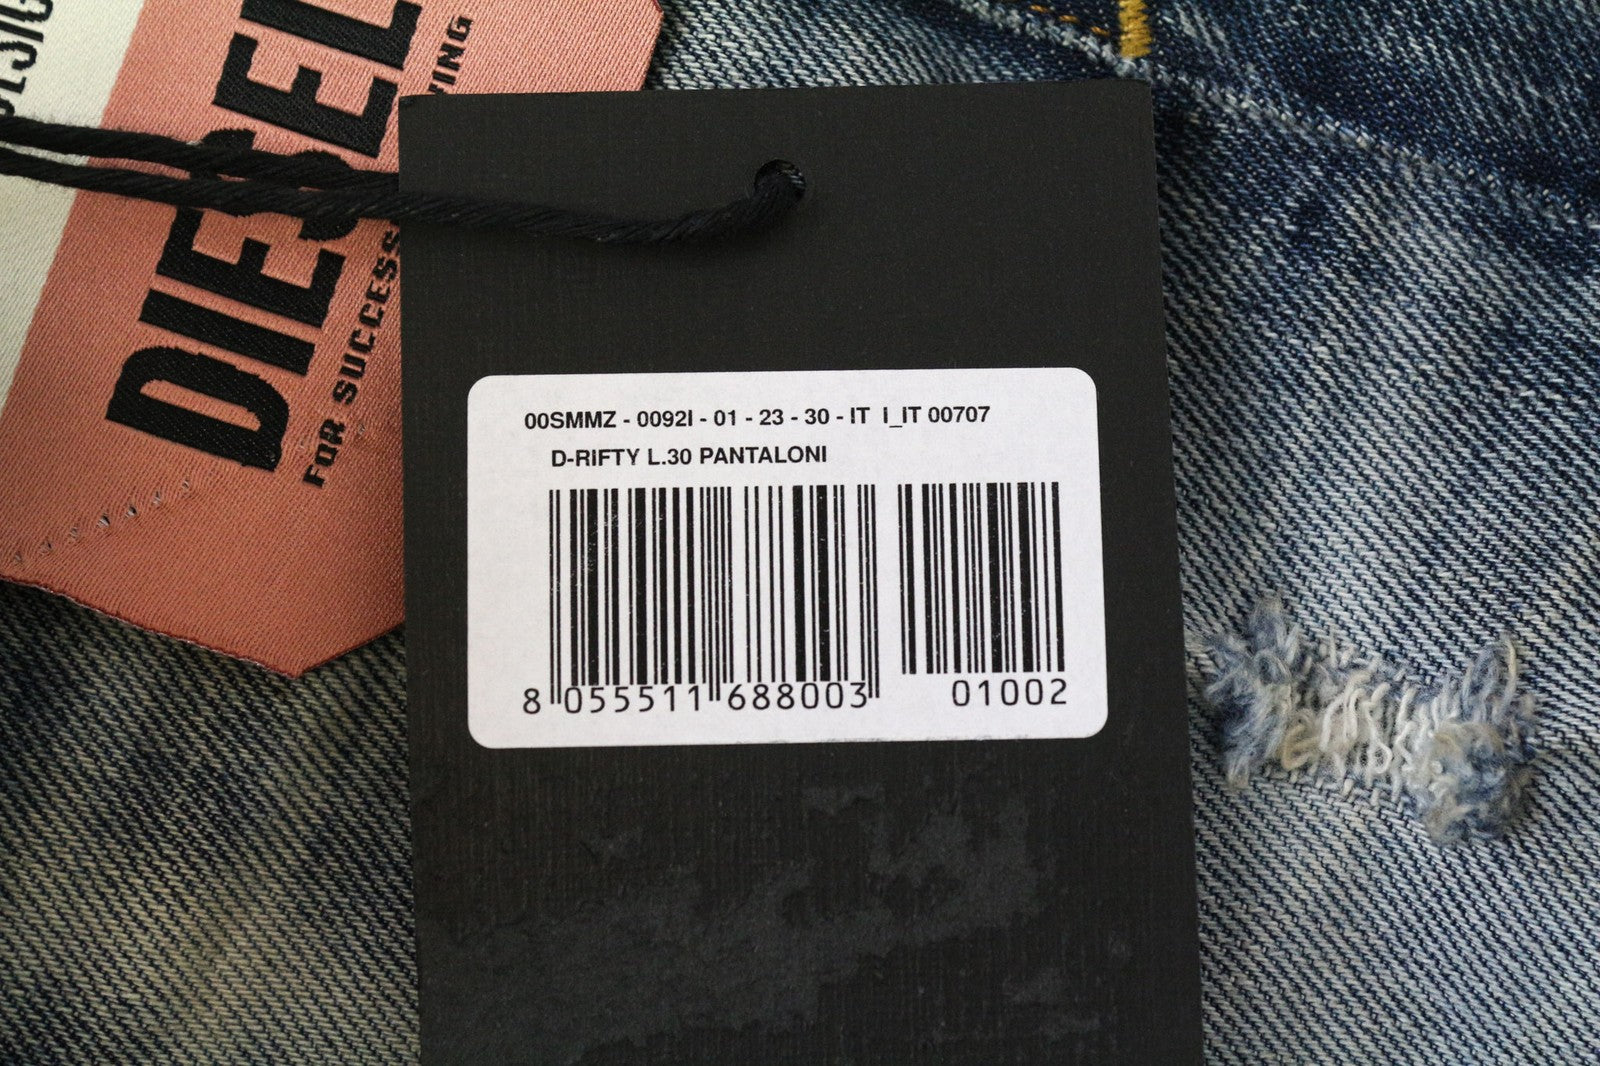 DIESEL
FOR SUCCESS
00SMMZ - 0092I - 01 - 23 - 30 - IT I_IT 00707
D-RIFTY L.30 PANTALONI
8 055511 688003 01002